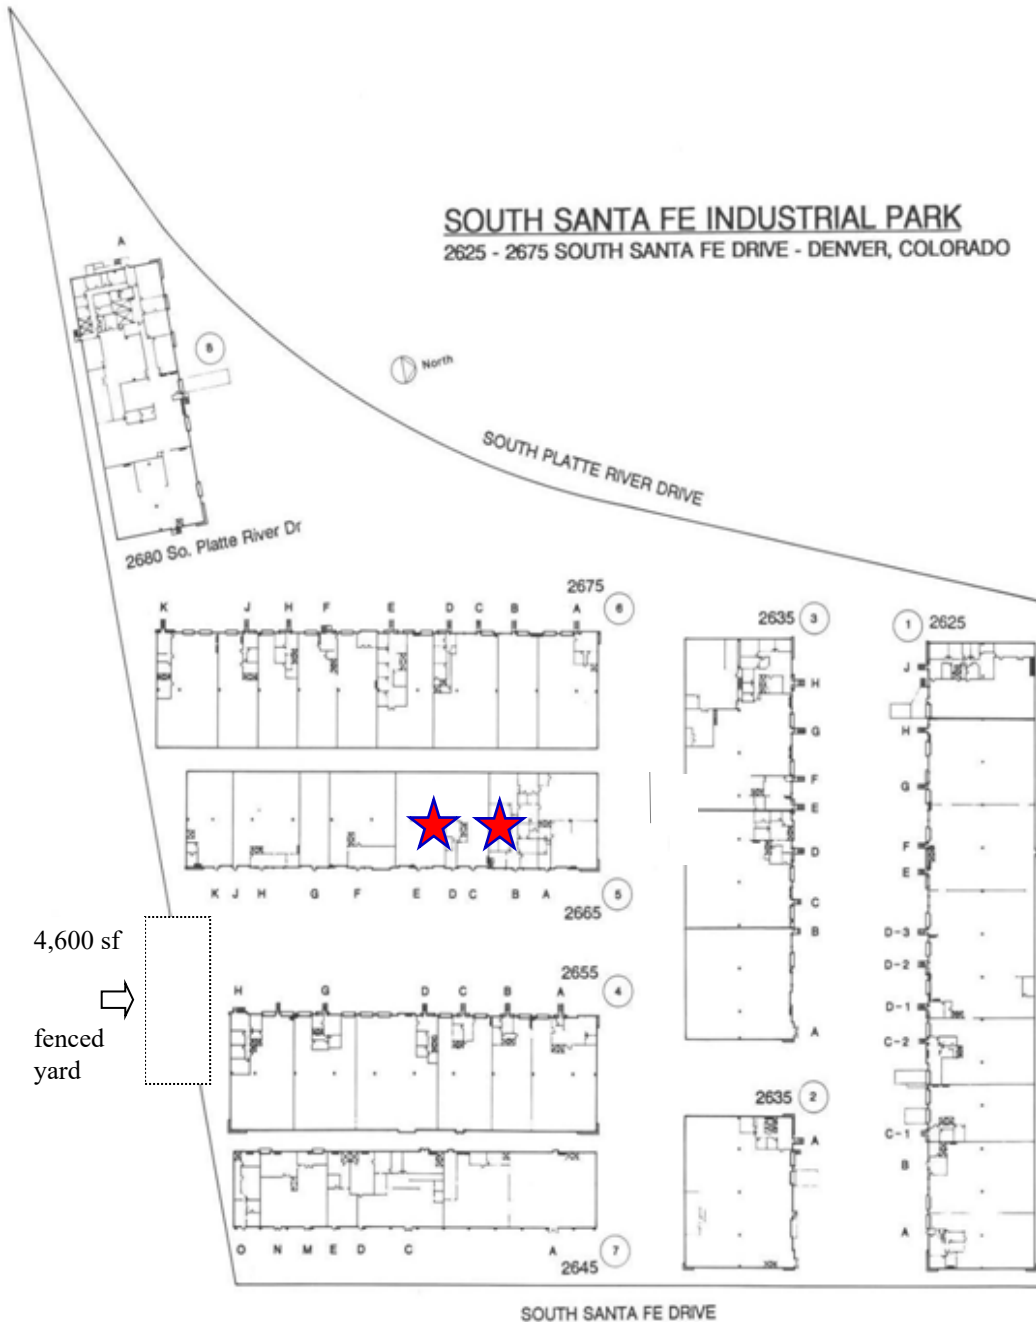 SOUTH SANTA FE INDUSTRIAL PARK
2625 - 2675 SOUTH SANTA FE DRIVE - DENVER, COLORADO
A
8
North
SOUTH PLATTE RIVER DRIVE
2680 So. Platte River Dr
2675
6
K J H F E D C B A
2635
3
H
G
F
E
D
C
B
A
1
2625
J
H
G
F
E
D-3
D-2
D-1
C-2
C-1
B
A
K J H G F E D C B A
2665
5
4,600 sf
fenced
yard
2655
4
H G D C B A
2635
2
A
O N M E D C A
2645
7
SOUTH SANTA FE DRIVE